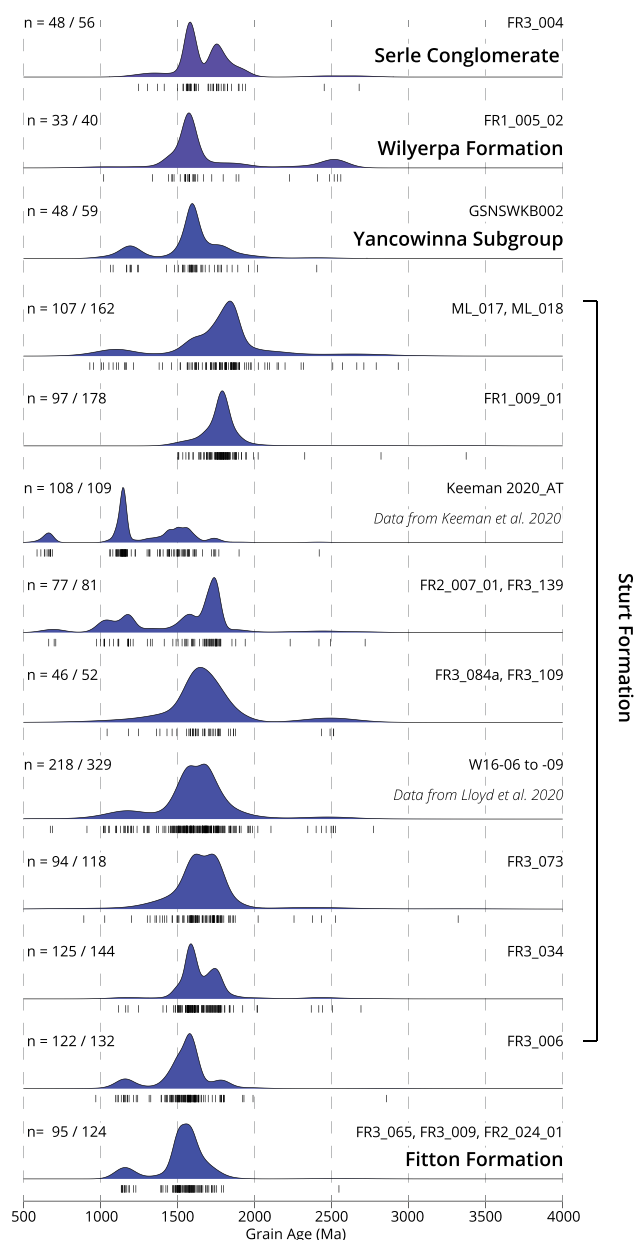 n = 48 / 56 FR3_004
Serle Conglomerate
n = 33 / 40 FR1_005_02
Wilyerpa Formation
n = 48 / 59 GSNSWKB002
Yancowinna Subgroup
n = 107 / 162 ML_017, ML_018
n = 97 / 178 FR1_009_01
n = 108 / 109 Keeman 2020_AT
Data from Keeman et al. 2020
n = 77 / 81 FR2_007_01, FR3_139
n = 46 / 52 FR3_084a, FR3_109
n = 218 / 329 W16-06 to -09
Data from Lloyd et al. 2020
n = 94 / 118 FR3_073
n = 125 / 144 FR3_034
n = 122 / 132 FR3_006
Sturt Formation
n= 95 / 124 FR3_065, FR3_009, FR2_024_01
Fitton Formation
500 1000 1500 2000 2500 3000 3500 4000
Grain Age (Ma)